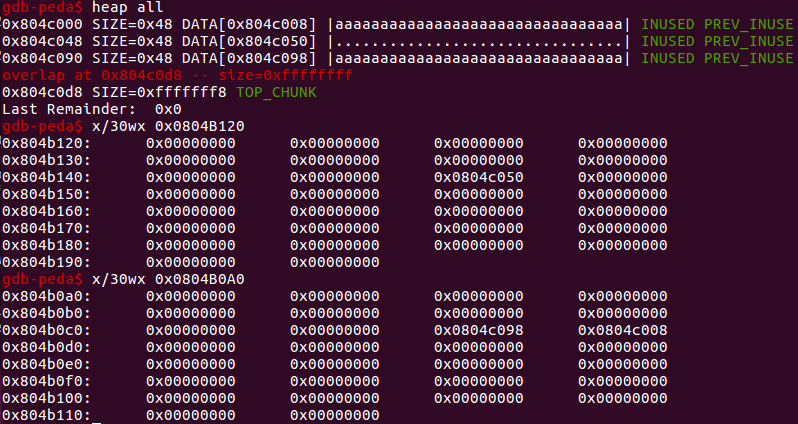 gdb-peda$ heap all
0x804c000 SIZE=0x48 DATA[0x804c008] |aaaaaaaaaaaaaaaaaaaaaaaaaaaaaaaa| INUSED PREV_INUSE
0x804c048 SIZE=0x48 DATA[0x804c050] |................................| INUSED PREV_INUSE
0x804c090 SIZE=0x48 DATA[0x804c098] |aaaaaaaaaaaaaaaaaaaaaaaaaaaaaaaa| INUSED PREV_INUSE
overlap at 0x804c0d8 -- size=0xffffffff
0x804c0d8 SIZE=0xfffffff8 TOP_CHUNK
Last Remainder:  0x0
gdb-peda$ x/30wx 0x0804B120
0x804b120:      0x00000000      0x00000000      0x00000000      0x00000000
0x804b130:      0x00000000      0x00000000      0x00000000      0x00000000
0x804b140:      0x00000000      0x00000000      0x0804c050      0x00000000
0x804b150:      0x00000000      0x00000000      0x00000000      0x00000000
0x804b160:      0x00000000      0x00000000      0x00000000      0x00000000
0x804b170:      0x00000000      0x00000000      0x00000000      0x00000000
0x804b180:      0x00000000      0x00000000      0x00000000      0x00000000
0x804b190:      0x00000000      0x00000000
gdb-peda$ x/30wx 0x0804B0A0
0x804b0a0:      0x00000000      0x00000000      0x00000000      0x00000000
0x804b0b0:      0x00000000      0x00000000      0x00000000      0x00000000
0x804b0c0:      0x00000000      0x00000000      0x0804c098      0x0804c008
0x804b0d0:      0x00000000      0x00000000      0x00000000      0x00000000
0x804b0e0:      0x00000000      0x00000000      0x00000000      0x00000000
0x804b0f0:      0x00000000      0x00000000      0x00000000      0x00000000
0x804b100:      0x00000000      0x00000000      0x00000000      0x00000000
0x804b110:      0x00000000      0x00000000